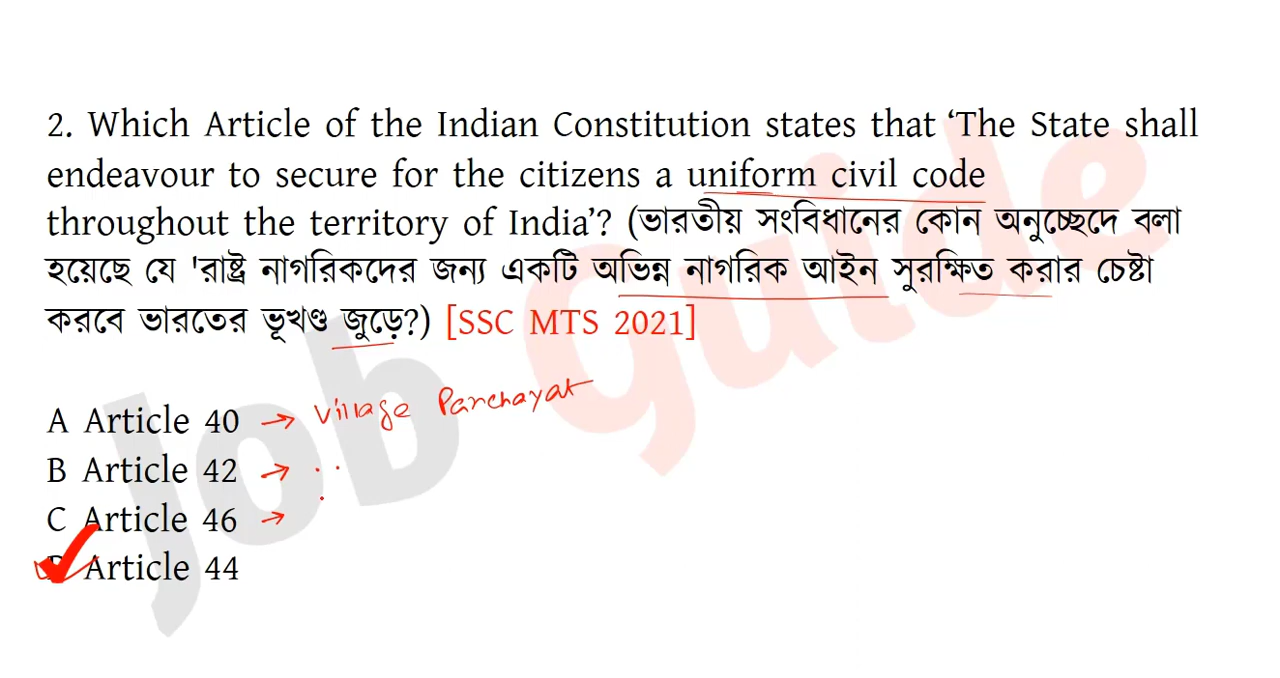 2. Which Article of the Indian Constitution states that ‘The State shall
endeavour to secure for the citizens a uniform civil code
throughout the territory of India’? (ভারতীয় সংবিধানের কোন অনুচ্ছেদে বলা
হয়েছে যে 'রাষ্ট্র নাগরিকদের জন্য একটি অভিন্ন নাগরিক আইন সুরক্ষিত করার চেষ্টা
করবে ভারতের ভূখণ্ড জুড়ে?) [SSC MTS 2021]
A Article 40 → Village Panchayat
B Article 42 →
C Article 46 →
Article 44
Job Guide